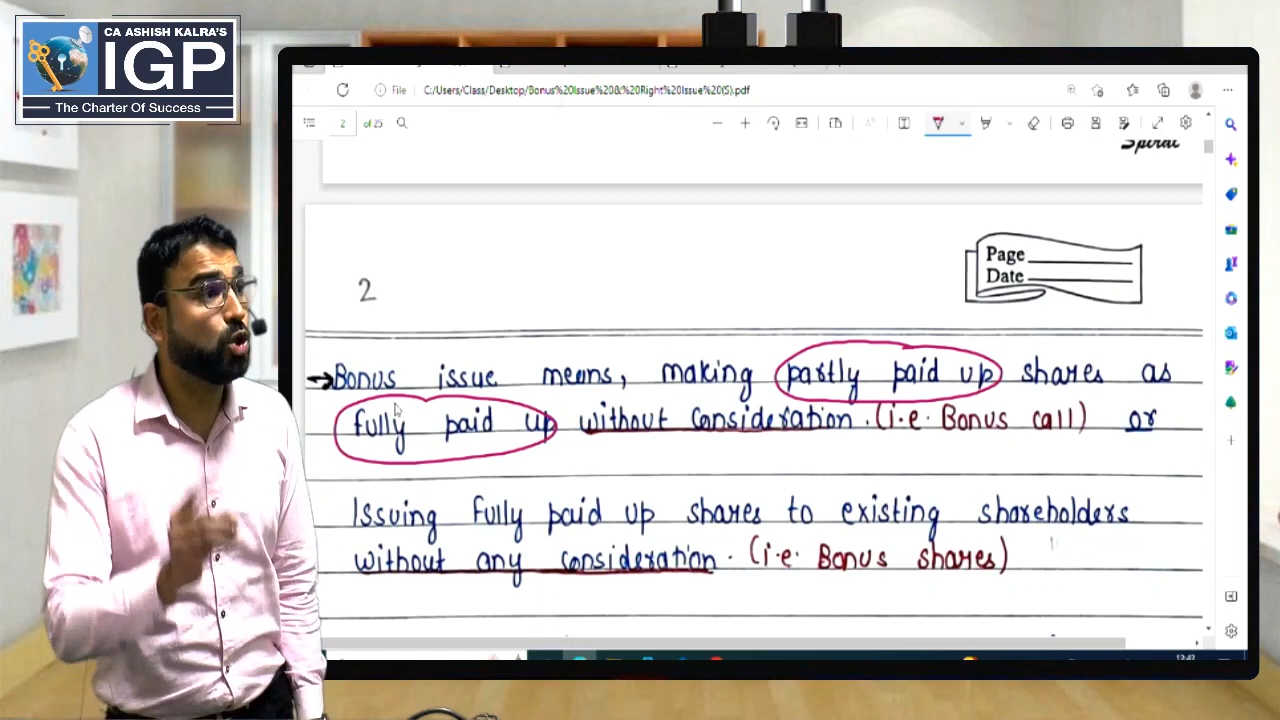 CA ASHISH KALRA'S
IGP
The Charter Of Success
File C:/Users/Class/Desktop/Bonus%20Issue%20&%20Right%20Issue%20(S).pdf
2 of 25
Spiral
Page
Date
2
→Bonus issue means, making partly paid up shares as
fully paid up without consideration. (i.e. Bonus call) or
Issuing fully paid up shares to existing shareholders
without any consideration. (i.e. Bonus shares)